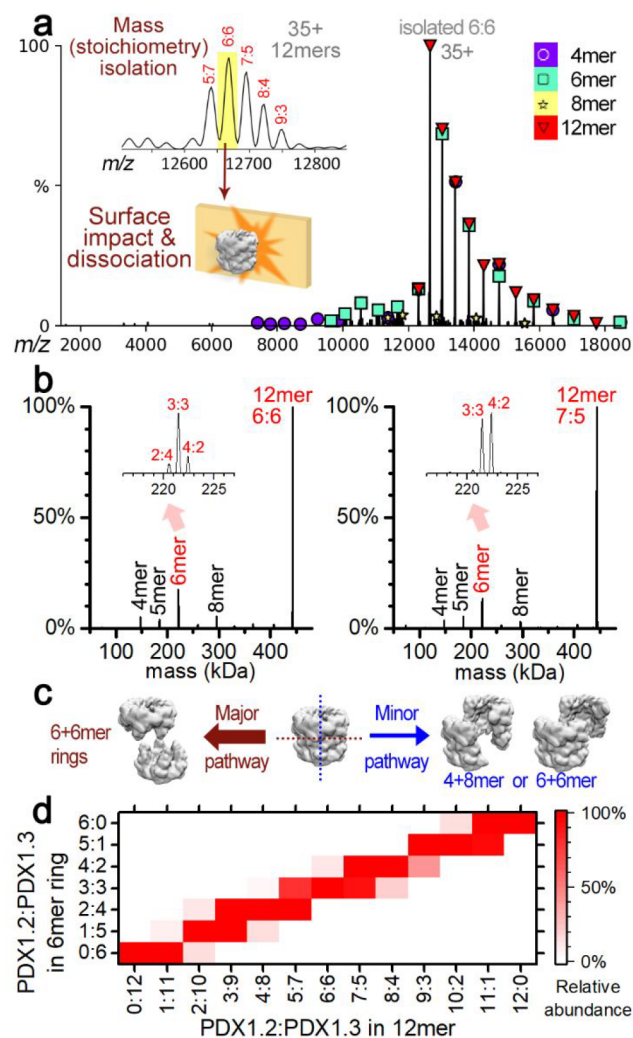 a
100
%
0
Mass
(stoichiometry)
isolation
35+
12mers
5:7
6:6
7:5
8:4
9:3
m/z
12600
12700
12800
Surface
impact &
dissociation
isolated 6:6
35+
4mer
6mer
8mer
12mer
m/z
2000
4000
6000
8000
10000
12000
14000
16000
18000
b
100%
50%
0%
12mer
6:6
2:4
3:3
4:2
220
225
4mer
5mer
6mer
8mer
100
200
300
400
mass (kDa)
100%
50%
0%
12mer
7:5
3:3
4:2
220
225
4mer
5mer
6mer
8mer
100
200
300
400
mass (kDa)
c
6+6mer
rings
Major
pathway
Minor
pathway
4+8mer or 6+6mer
d
PDX1.2:PDX1.3
in 6mer ring
6:0
5:1
4:2
3:3
2:4
1:5
0:6
0:12
1:11
2:10
3:9
4:8
5:7
6:6
7:5
8:4
9:3
10:2
11:1
12:0
PDX1.2:PDX1.3 in 12mer
100%
50%
0%
Relative
abundance